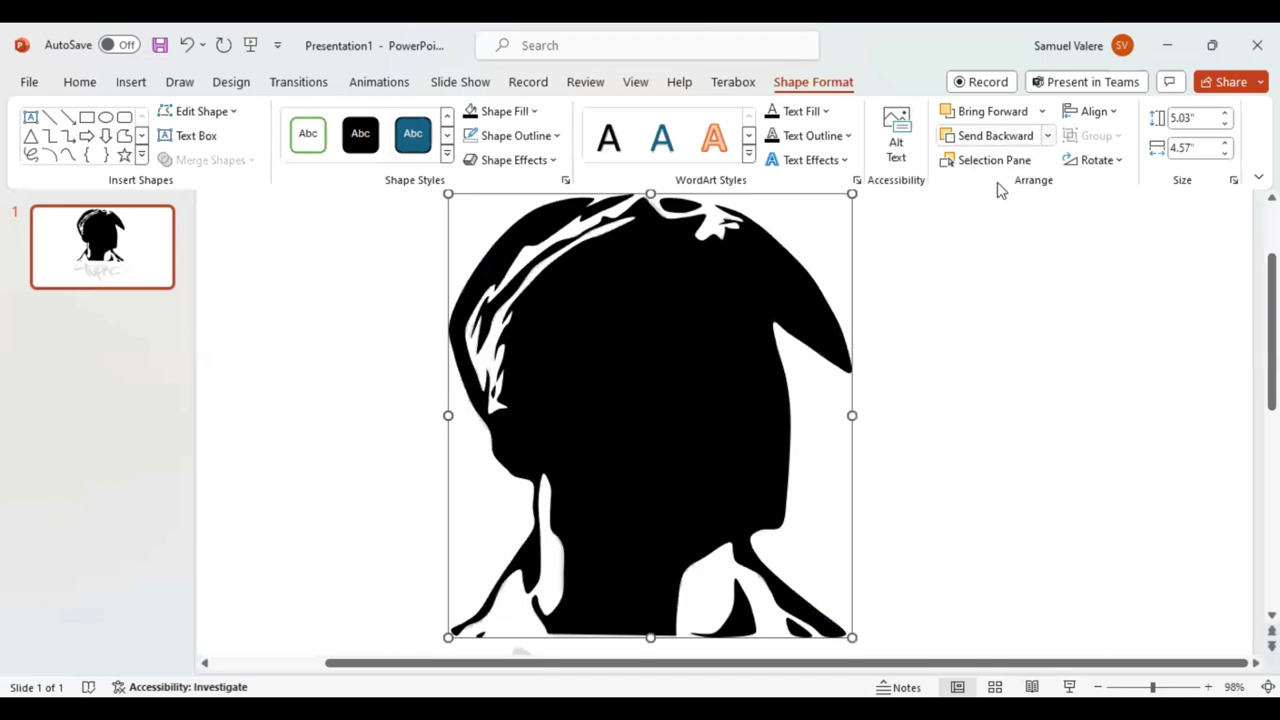 AutoSave Off Presentation1 - PowerPoi... Search Samuel Valere SV
File Home Insert Draw Design Transitions Animations Slide Show Record Review View Help Terabox Shape Format Record Present in Teams Share
Edit Shape Abc Abc Abc Shape Fill A A A Text Fill Bring Forward Align 5.03"
Text Box Shape Outline Text Outline Alt Text Send Backward Group 4.57"
Merge Shapes Shape Effects Text Effects Selection Pane Rotate
Insert Shapes Shape Styles WordArt Styles Accessibility Arrange Size
1
tupac
Slide 1 of 1 Accessibility: Investigate Notes 98%